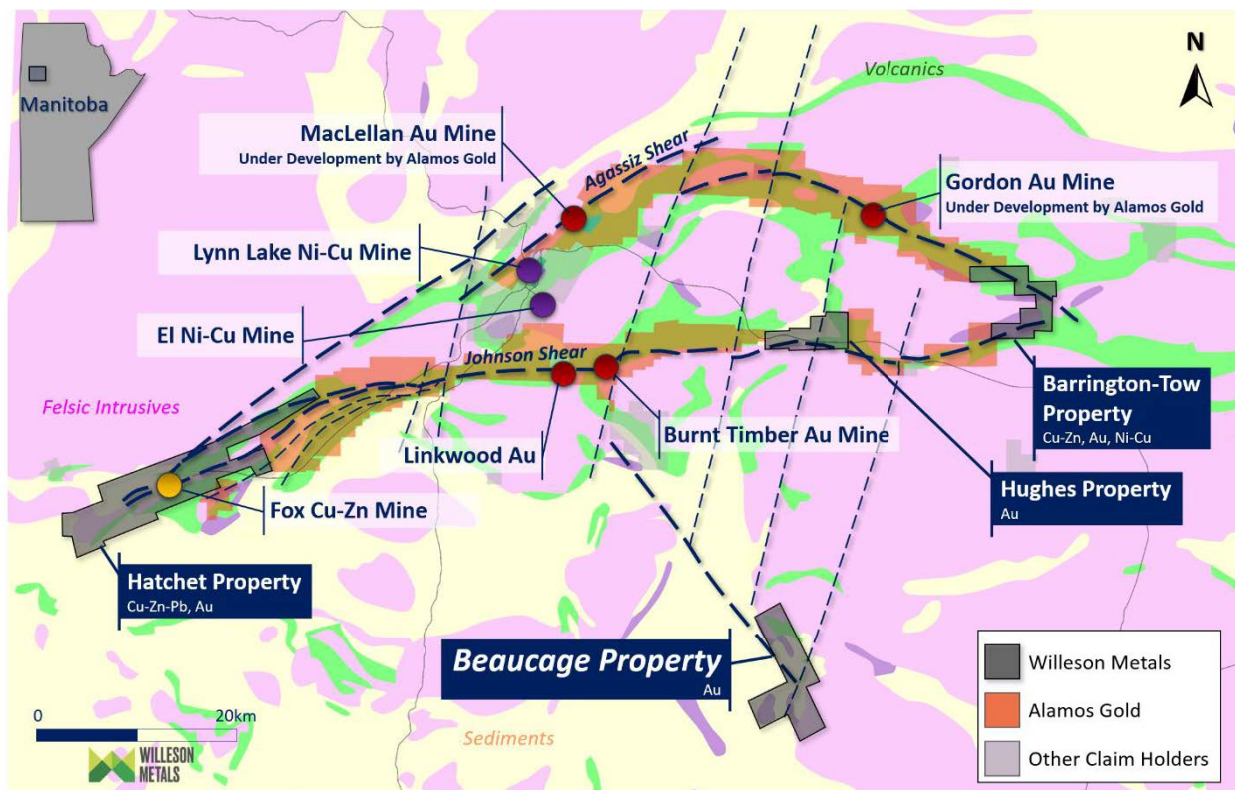 Manitoba
N
Volcanics
MacLellan Au Mine
Under Development by Alamos Gold
Agassiz Shear
Gordon Au Mine
Under Development by Alamos Gold
Lynn Lake Ni-Cu Mine
El Ni-Cu Mine
Johnson Shear
Felsic Intrusives
Barrington-Tow
Property
Cu-Zn, Au, Ni-Cu
Burnt Timber Au Mine
Linkwood Au
Hughes Property
Au
Fox Cu-Zn Mine
Hatchet Property
Cu-Zn-Pb, Au
Beaucage Property
Au
Sediments
0 20km
WILLESON
METALS
Willeson Metals
Alamos Gold
Other Claim Holders